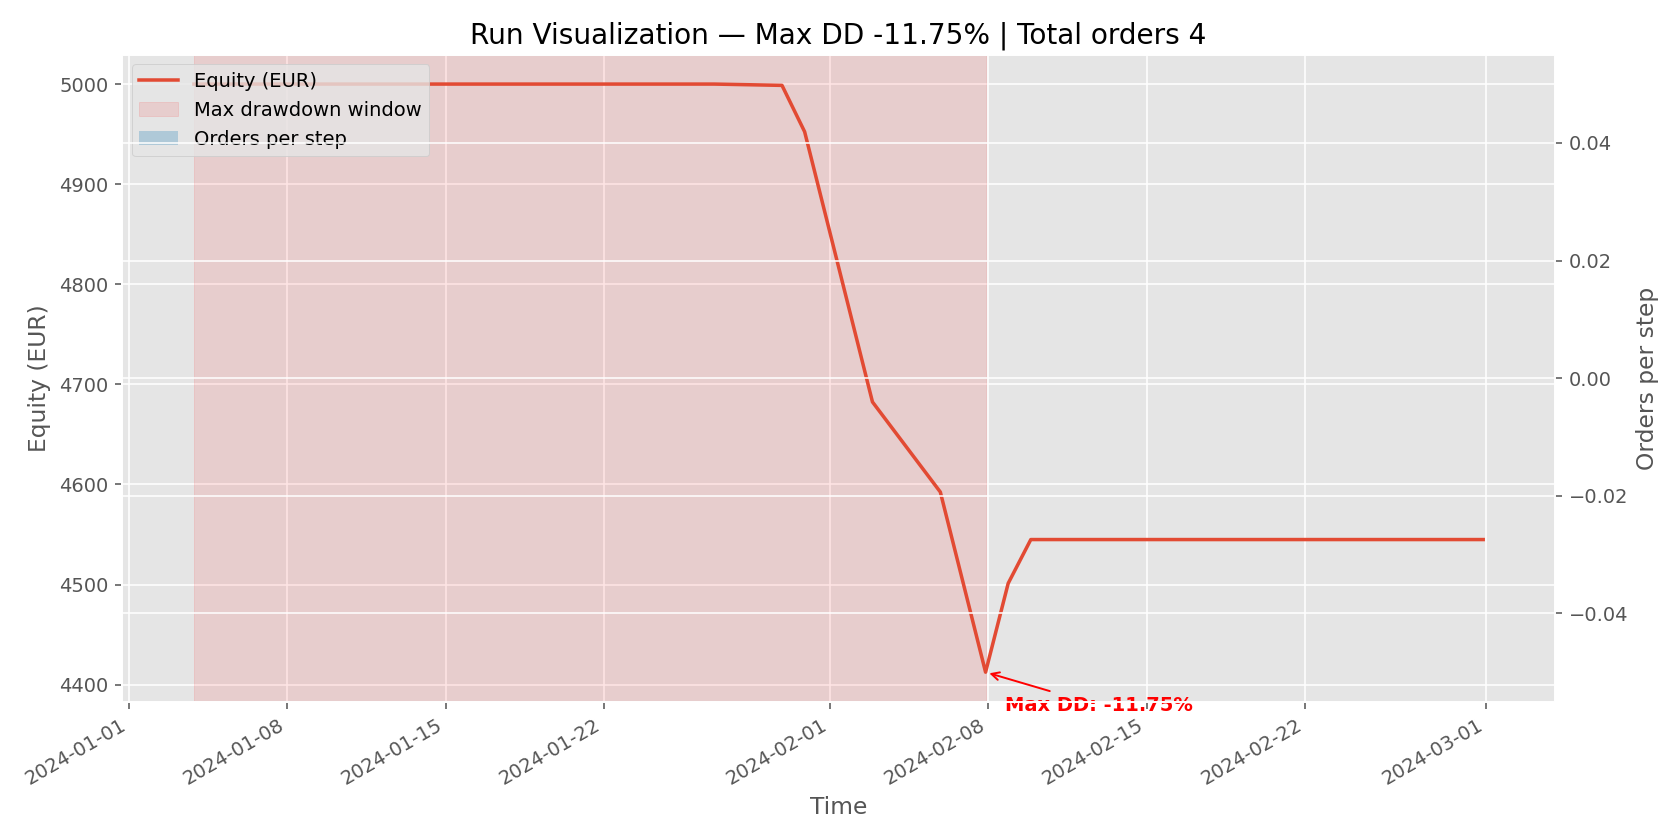 Run Visualization — Max DD -11.75% | Total orders 4
Equity (EUR)
Max drawdown window
Orders per step
5000
4900
4800
4700
4600
4500
4400
Equity (EUR)
0.04
0.02
0.00
−0.02
−0.04
Orders per step
Max DD: -11.75%
2024-01-01
2024-01-08
2024-01-15
2024-01-22
2024-02-01
2024-02-08
2024-02-15
2024-02-22
2024-03-01
Time